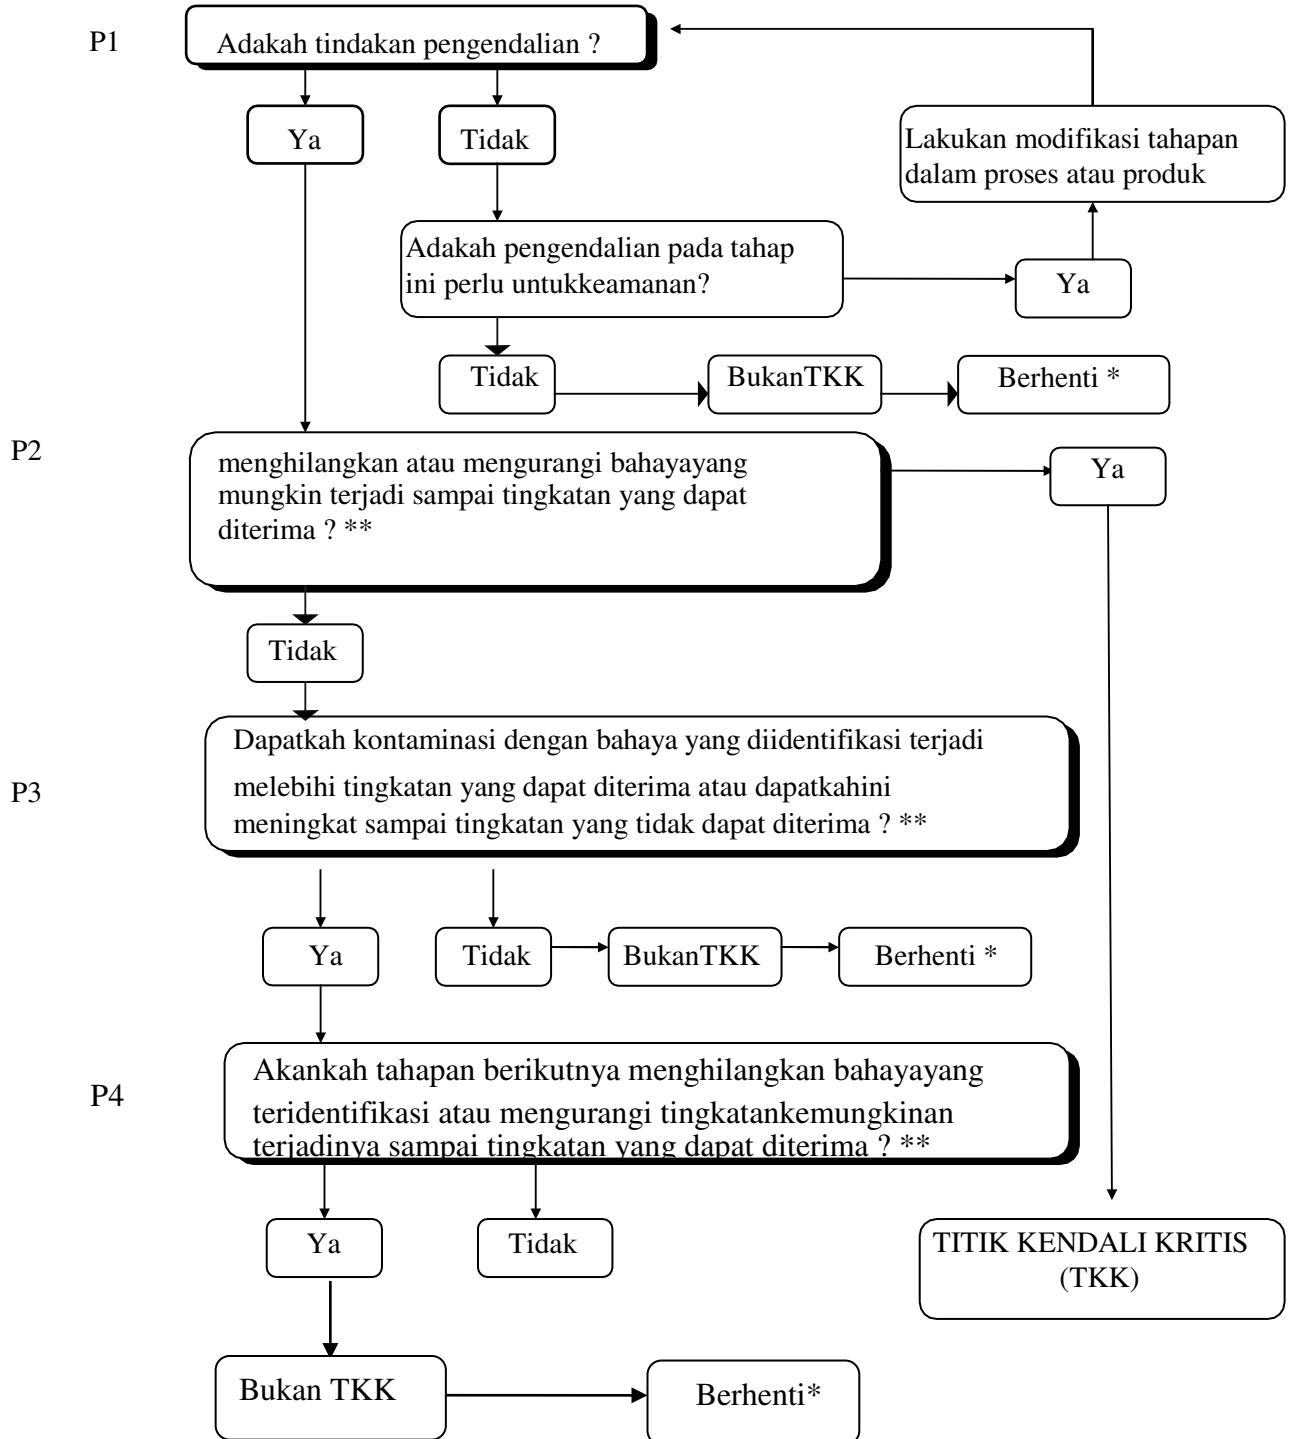 P1
Adakah tindakan pengendalian ?
Ya
Tidak
Lakukan modifikasi tahapan
dalam proses atau produk
Adakah pengendalian pada tahap
ini perlu untukkeamanan?
Ya
Tidak
BukanTKK
Berhenti *
P2
menghilangkan atau mengurangi bahayayang
mungkin terjadi sampai tingkatan yang dapat
diterima ? **
Ya
Tidak
P3
Dapatkah kontaminasi dengan bahaya yang diidentifikasi terjadi
melebihi tingkatan yang dapat diterima atau dapatkahini
meningkat sampai tingkatan yang tidak dapat diterima ? **
Ya
Tidak
BukanTKK
Berhenti *
P4
Akankah tahapan berikutnya menghilangkan bahayayang
teridentifikasi atau mengurangi tingkatankemungkinan
terjadinya sampai tingkatan yang dapat diterima ? **
Ya
Tidak
TITIK KENDALI KRITIS
(TKK)
Bukan TKK
Berhenti*